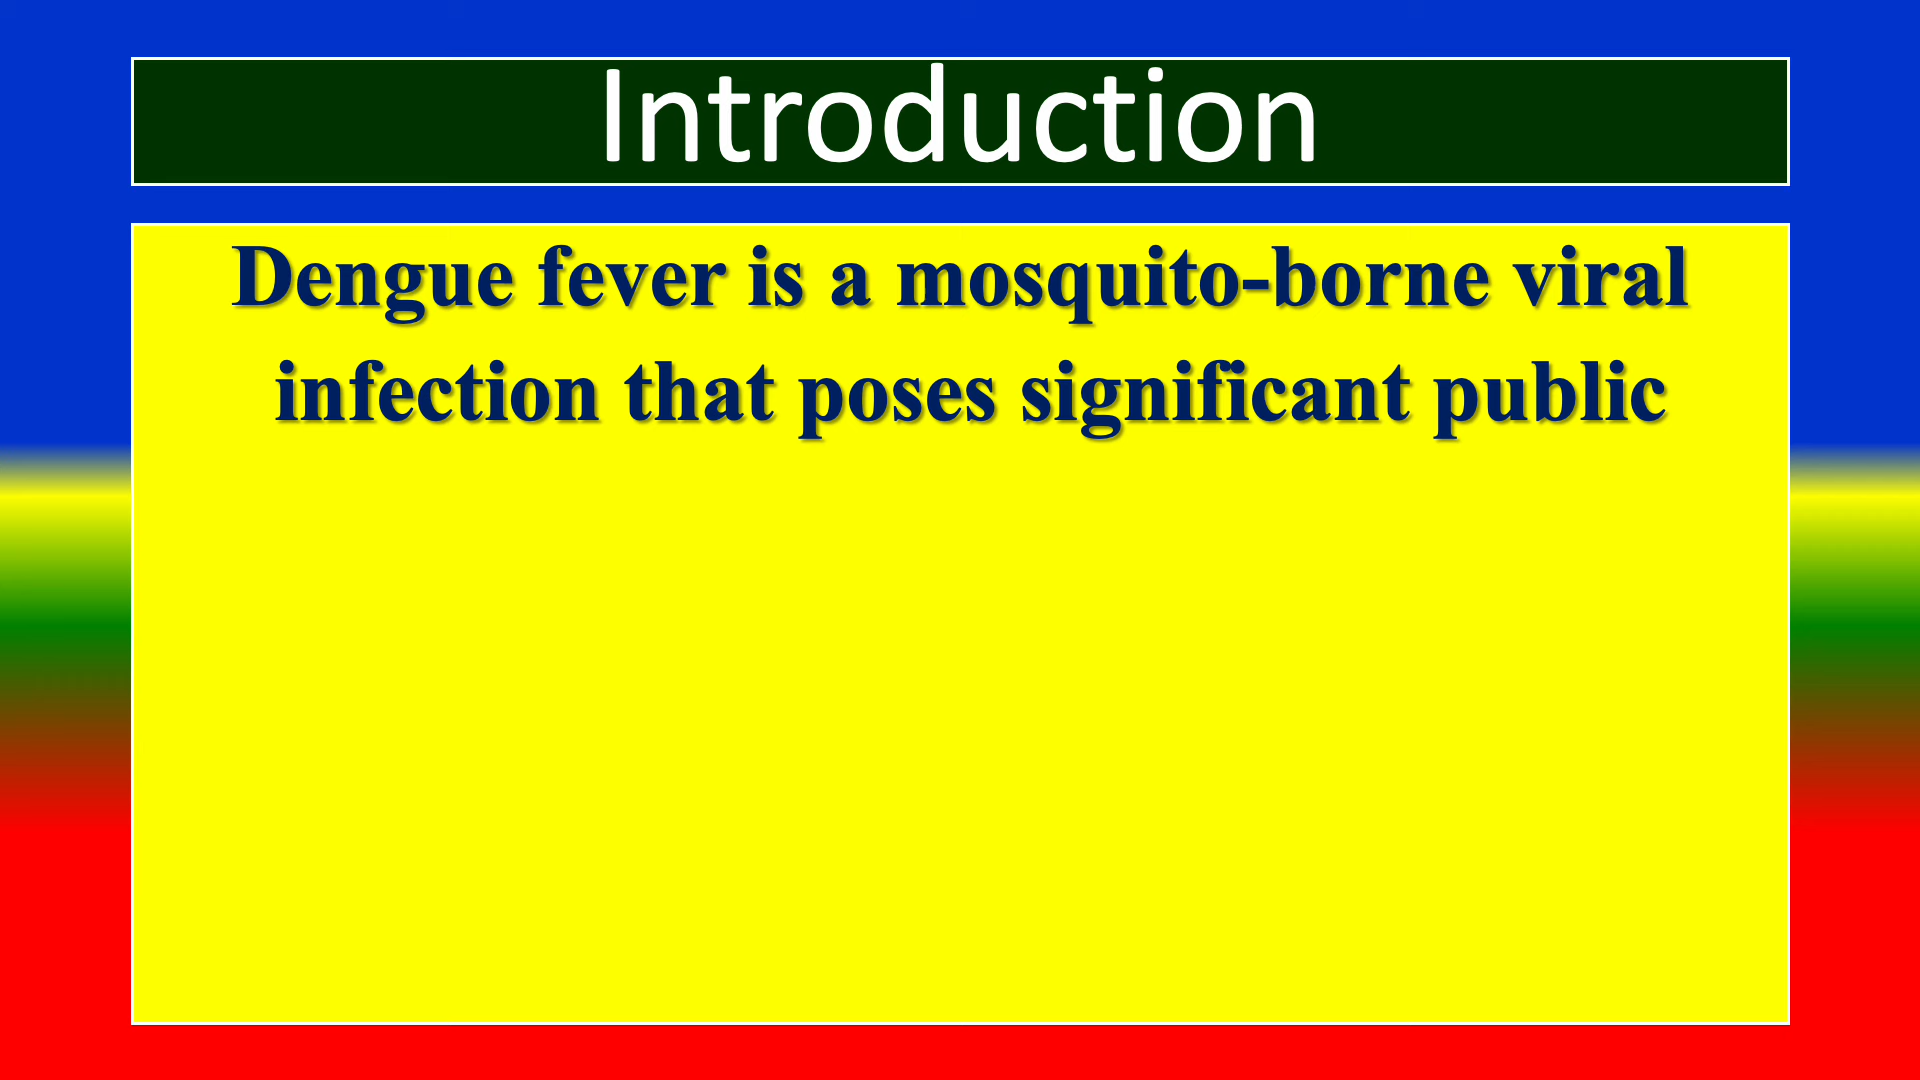 Introduction
Dengue fever is a mosquito-borne viral
infection that poses significant public